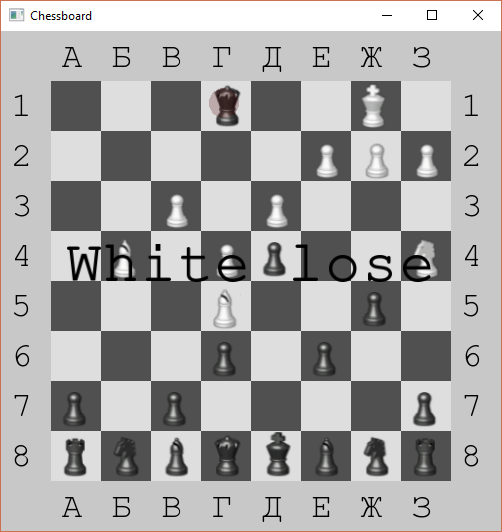 Chessboard
А Б В Г Д Е Ж З
1 1
2 2
3 3
4 White lose 4
5 5
6 6
7 7
8 8
А Б В Г Д Е Ж З